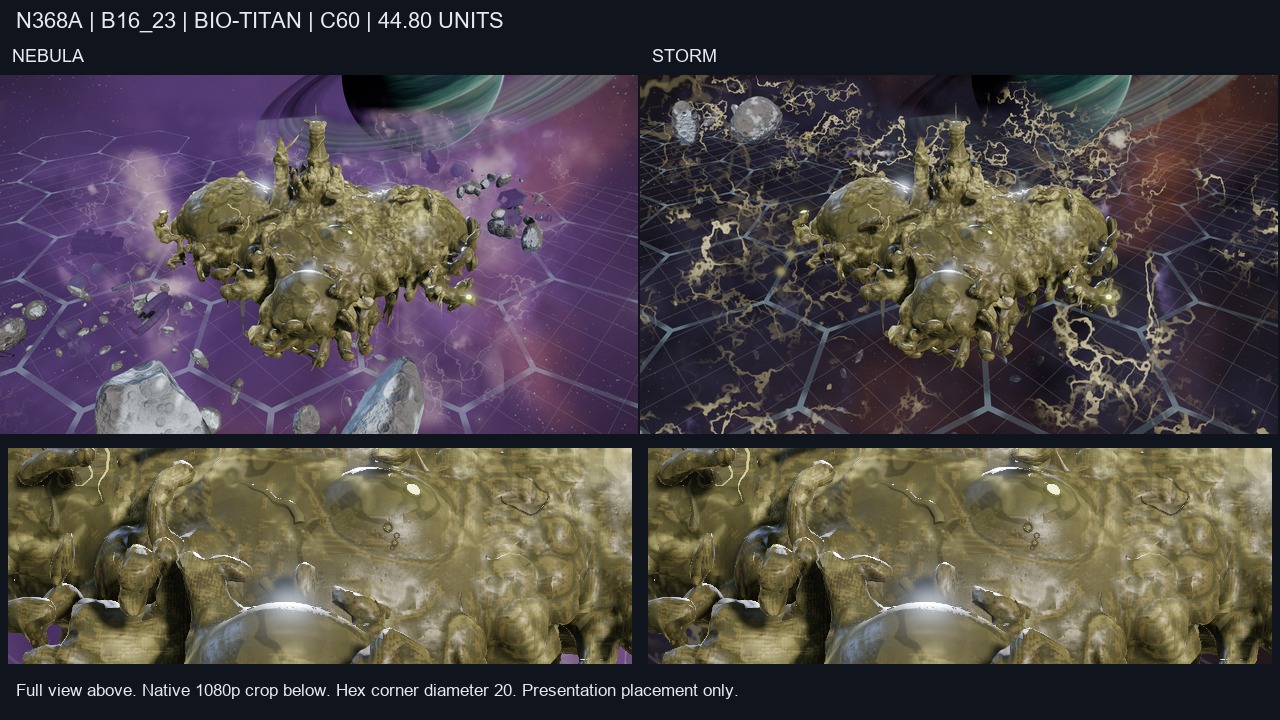 N368A | B16_23 | BIO-TITAN | C60 | 44.80 UNITS
NEBULA
STORM
Full view above. Native 1080p crop below. Hex corner diameter 20. Presentation placement only.